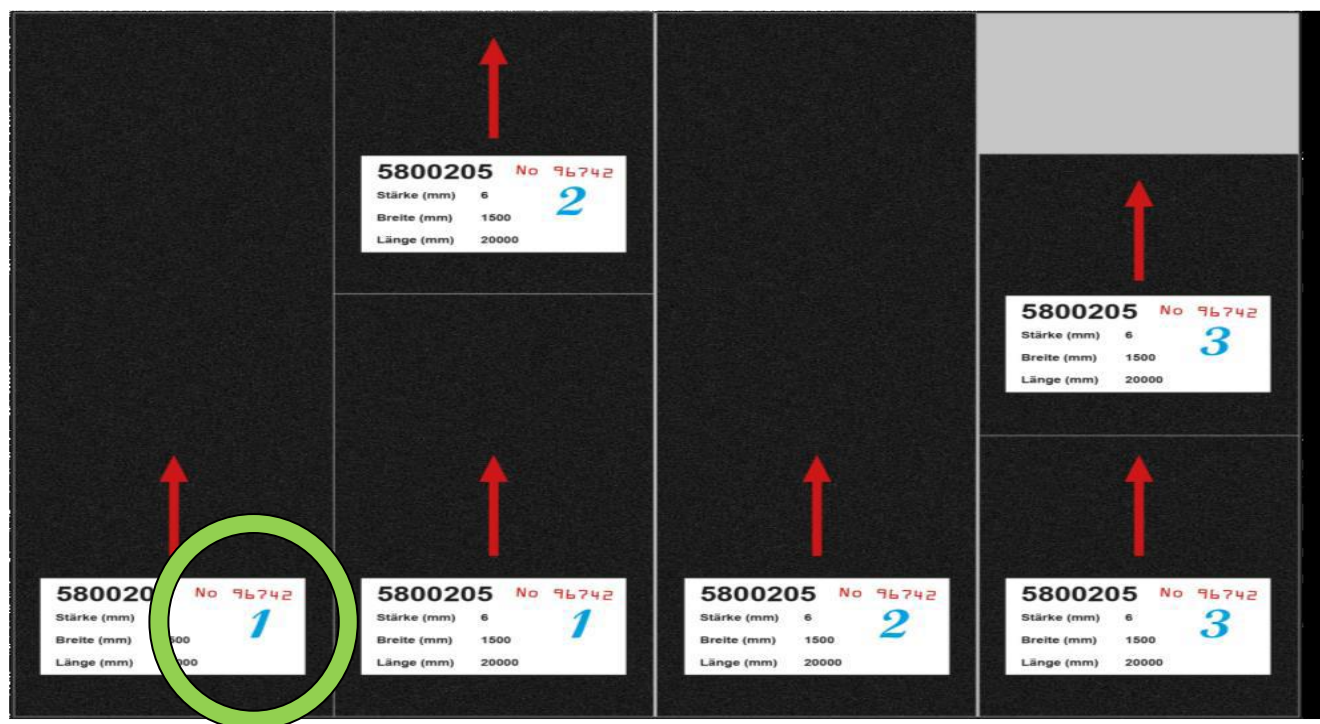 5800205 No 96742
2
Stärke (mm) 6
Breite (mm) 1500
Länge (mm) 20000
5800205 No 96742
3
Stärke (mm) 6
Breite (mm) 1500
Länge (mm) 20000
580020 No 96742
1
Stärke (mm)
Breite (mm) 500
Länge (mm) 000
5800205 No 96742
1
Stärke (mm) 6
Breite (mm) 1500
Länge (mm) 20000
5800205 No 96742
2
Stärke (mm) 6
Breite (mm) 1500
Länge (mm) 20000
5800205 No 96742
3
Stärke (mm) 6
Breite (mm) 1500
Länge (mm) 20000